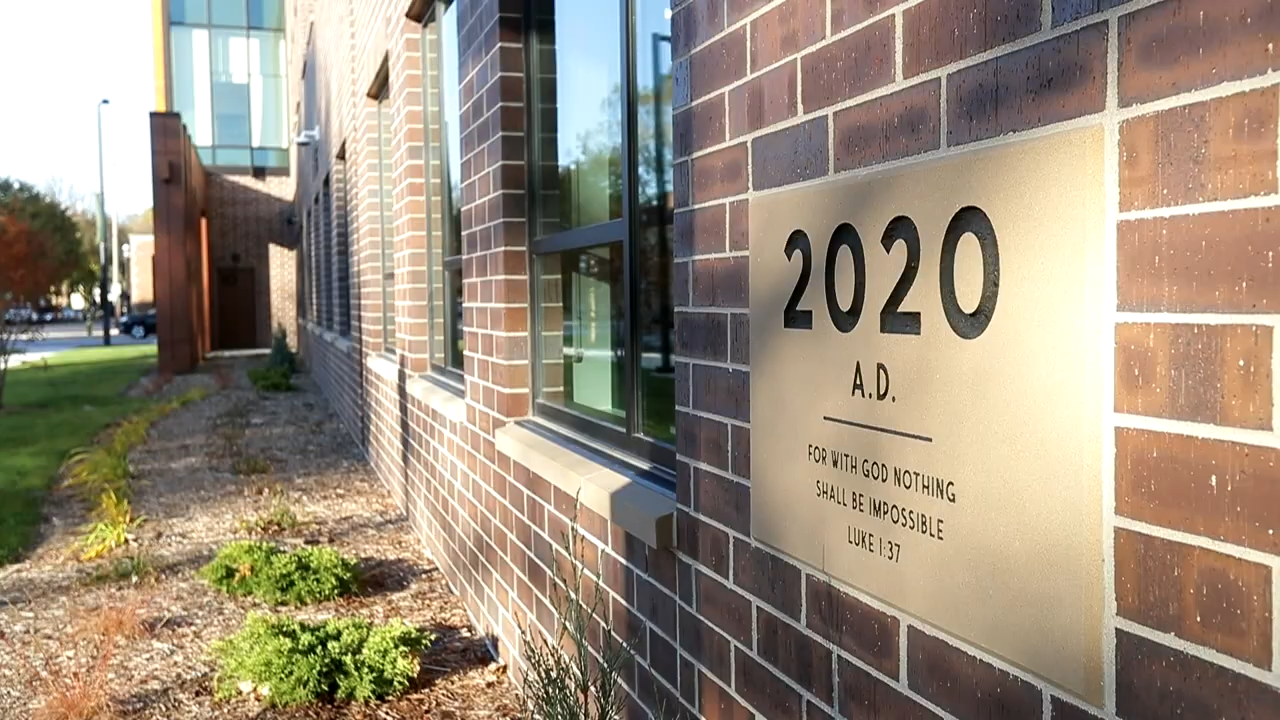 2020
A.D.
FOR WITH GOD NOTHING
SHALL BE IMPOSSIBLE
LUKE 1:37